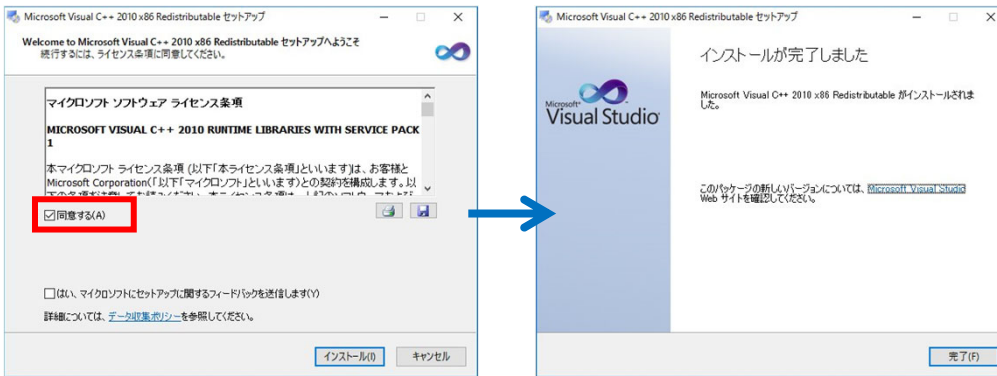 Microsoft Visual C++ 2010 x86 Redistributable セットアップ
Welcome to Microsoft Visual C++ 2010 x86 Redistributable セットアップへようこそ
続行するには、ライセンス条項に同意してください。
マイクロソフト ソフトウェア ライセンス条項
MICROSOFT VISUAL C++ 2010 RUNTIME LIBRARIES WITH SERVICE PACK
1
本マイクロソフト ライセンス条項 (以下「本ライセンス条項」といいます)は、お客様と
Microsoft Corporation(「以下「マイクロソフト」といいます)との契約を構成します。以
同意する(A)
はい、マイクロソフトにセットアップに関するフィードバックを送信します(Y)
詳細については、データ収集ポリシーを参照してください。
インストール(I)
キャンセル
Microsoft Visual C++ 2010 x86 Redistributable セットアップ
Microsoft
Visual Studio
インストールが完了しました
Microsoft Visual C++ 2010 x86 Redistributable がインストールされま
した。
このパッケージの新しいバージョンについては、Microsoft Visual Studio
Web サイトを確認してください。
完了(F)